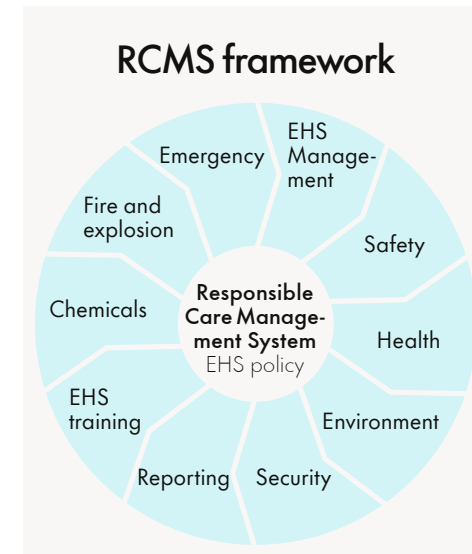 RCMS framework
EHS
Manage-
ment
Safety
Health
Environment
Security
Reporting
EHS
training
Chemicals
Fire and
explosion
Emergency
Responsible
Care Manage-
ment System
EHS policy